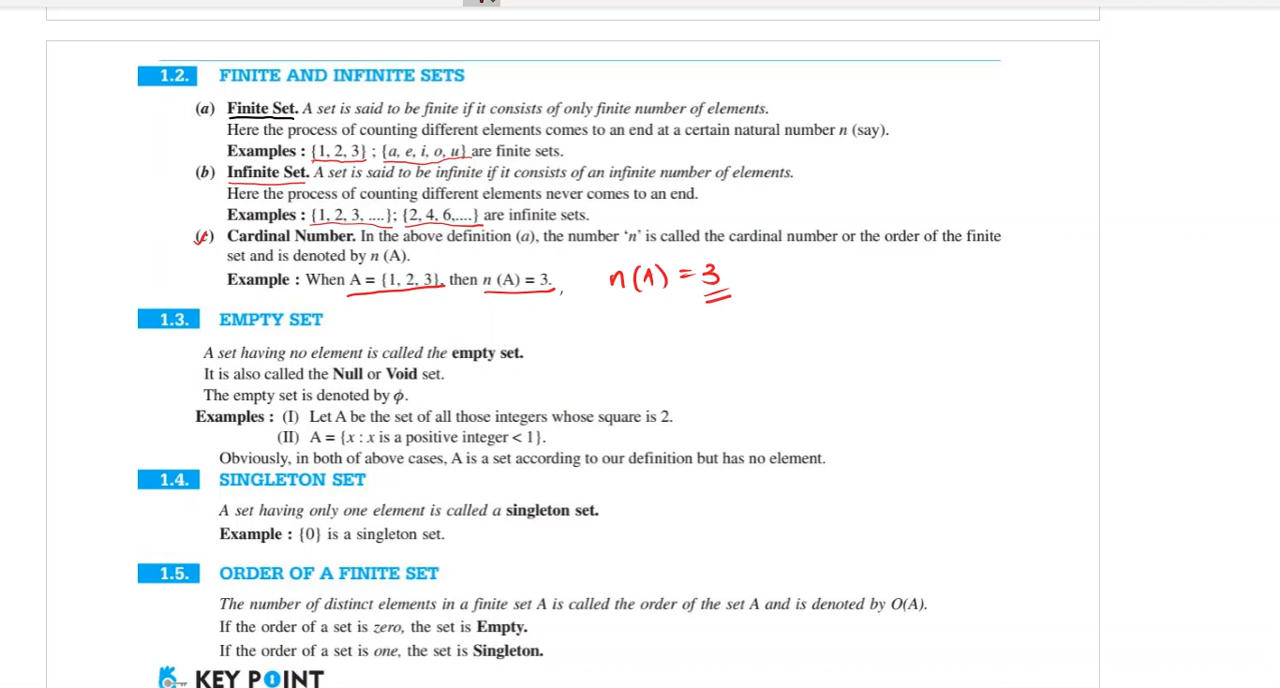 1.2. FINITE AND INFINITE SETS
(a) Finite Set. A set is said to be finite if it consists of only finite number of elements.
Here the process of counting different elements comes to an end at a certain natural number n (say).
Examples : {1, 2, 3} ; {a, e, i, o, u} are finite sets.
(b) Infinite Set. A set is said to be infinite if it consists of an infinite number of elements.
Here the process of counting different elements never comes to an end.
Examples : {1, 2, 3, ....}; {2, 4, 6,....} are infinite sets.
(c) Cardinal Number. In the above definition (a), the number ‘n’ is called the cardinal number or the order of the finite
set and is denoted by n (A).
Example : When A = {1, 2, 3}, then n (A) = 3. , n(A) = 3
1.3. EMPTY SET
A set having no element is called the empty set.
It is also called the Null or Void set.
The empty set is denoted by ϕ.
Examples : (I) Let A be the set of all those integers whose square is 2.
(II) A = {x : x is a positive integer < 1}.
Obviously, in both of above cases, A is a set according to our definition but has no element.
1.4. SINGLETON SET
A set having only one element is called a singleton set.
Example : {0} is a singleton set.
1.5. ORDER OF A FINITE SET
The number of distinct elements in a finite set A is called the order of the set A and is denoted by O(A).
If the order of a set is zero, the set is Empty.
If the order of a set is one, the set is Singleton.
KEY POINT